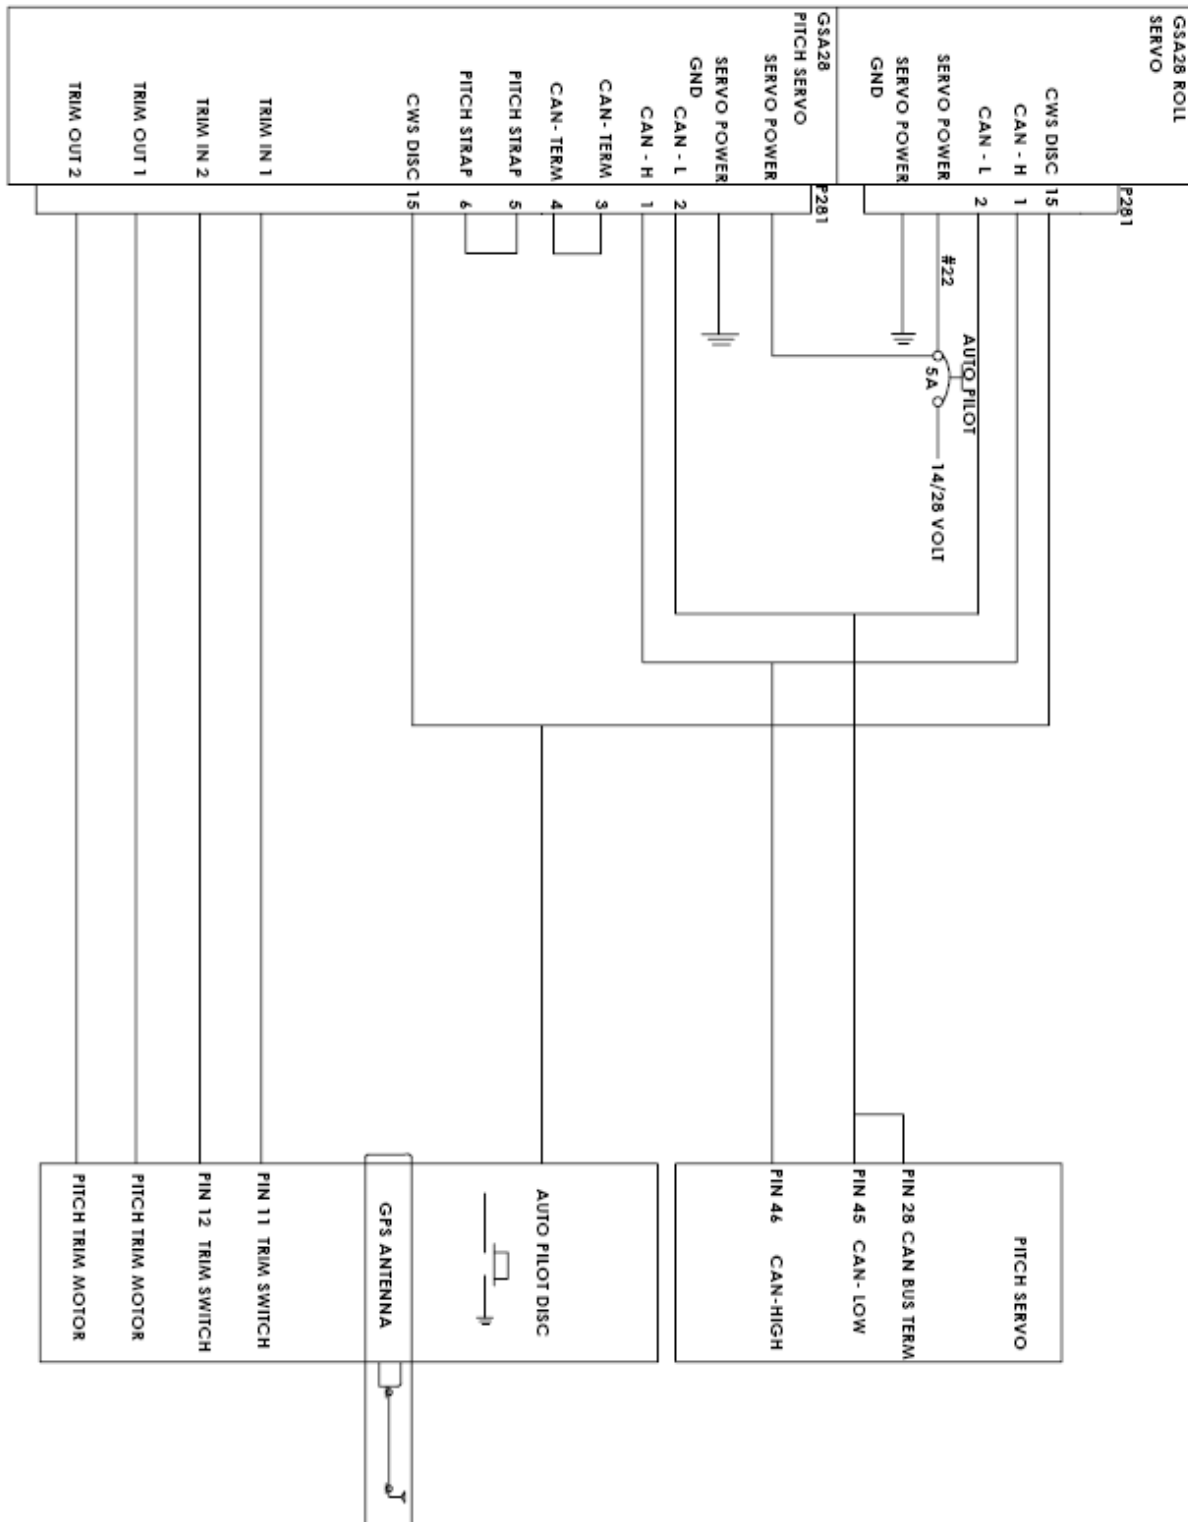 GSA28 ROLL
SERVO
P281
CWS DISC 15
CAN - H 1
CAN - L 2
SERVO POWER
SERVO POWER
GND
#22
AUTO PILOT
5A
14/28 VOLT
GSA28
PITCH SERVO
P281
SERVO POWER
SERVO POWER
GND
CAN - L 2
CAN - H 1
CAN- TERM 3
CAN- TERM 4
PITCH STRAP 5
PITCH STRAP 6
CWS DISC 15
TRIM IN 1
TRIM IN 2
TRIM OUT 1
TRIM OUT 2
PITCH SERVO
PIN 28 CAN BUS TERM
PIN 45 CAN- LOW
PIN 46 CAN-HIGH
AUTO PILOT DISC
GPS ANTENNA
PIN 11 TRIM SWITCH
PIN 12 TRIM SWITCH
PITCH TRIM MOTOR
PITCH TRIM MOTOR